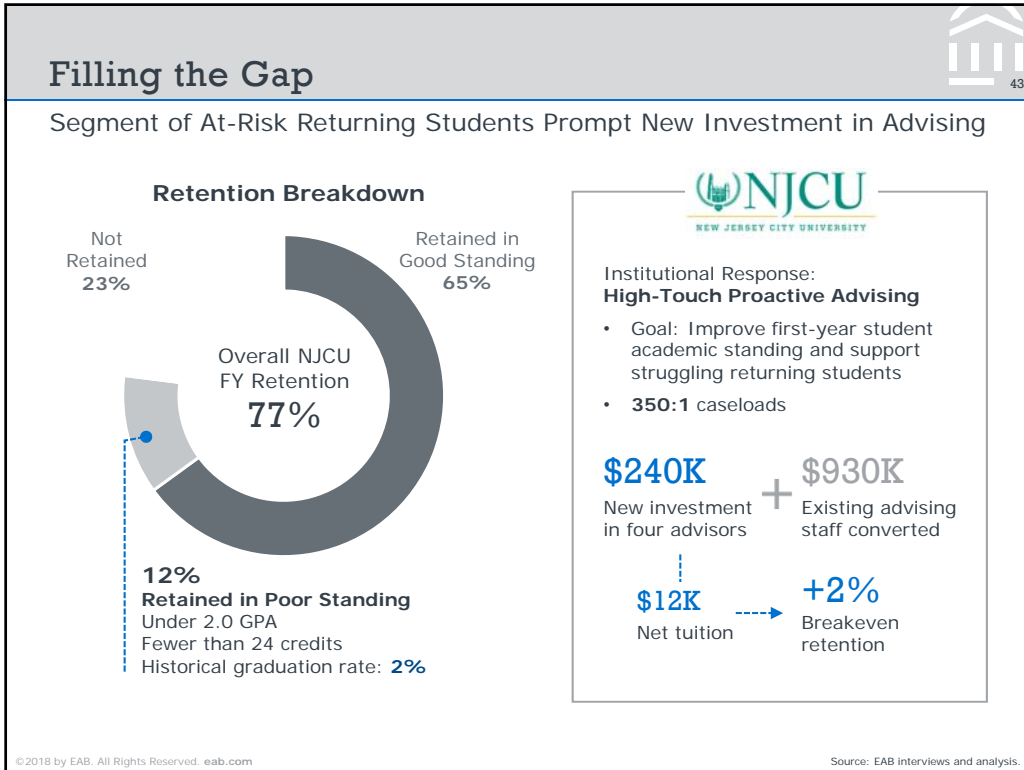 Filling the Gap
43
Segment of At-Risk Returning Students Prompt New Investment in Advising
Retention Breakdown
Not
Retained
23%
Retained in
Good Standing
65%
Overall NJCU
FY Retention
77%
12%
Retained in Poor Standing
Under 2.0 GPA
Fewer than 24 credits
Historical graduation rate: 2%
NJCU
NEW JERSEY CITY UNIVERSITY
Institutional Response:
High-Touch Proactive Advising
• Goal: Improve first-year student
academic standing and support
struggling returning students
• 350:1 caseloads
$240K
New investment
in four advisors
+
$930K
Existing advising
staff converted
$12K
Net tuition
+2%
Breakeven
retention
©2018 by EAB. All Rights Reserved. eab.com
Source: EAB interviews and analysis.